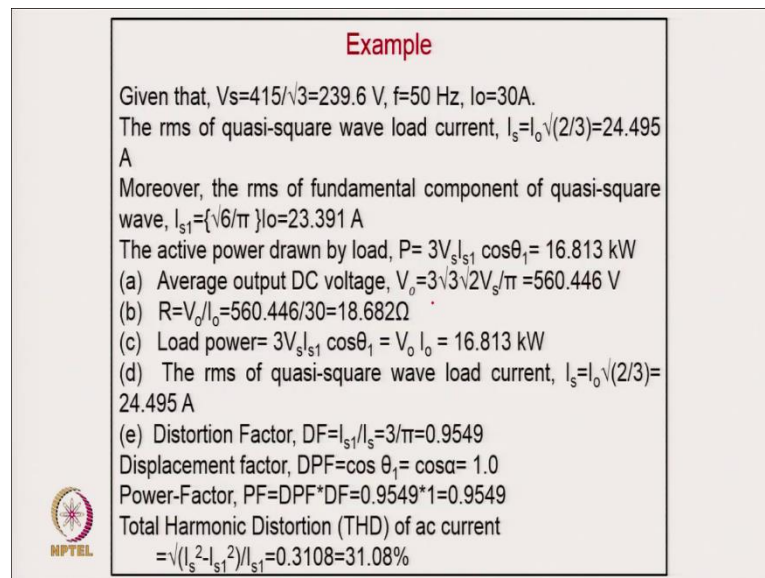 Example
Given that, Vs=415/√3=239.6 V, f=50 Hz, Io=30A.
The rms of quasi-square wave load current, Iₛ=Iₒ√(2/3)=24.495
A
Moreover, the rms of fundamental component of quasi-square
wave, Iₛ₁={√6/π }Io=23.391 A
The active power drawn by load, P= 3VₛIₛ₁ cosθ₁= 16.813 kW
(a) Average output DC voltage, Vₒ=3√3√2Vₛ/π =560.446 V
(b) R=Vₒ/Iₒ=560.446/30=18.682Ω
(c) Load power= 3VₛIₛ₁ cosθ₁ = Vₒ Iₒ = 16.813 kW
(d) The rms of quasi-square wave load current, Iₛ=Iₒ√(2/3)=
24.495 A
(e) Distortion Factor, DF=Iₛ₁/Iₛ=3/π=0.9549
Displacement factor, DPF=cos θ₁= cosα= 1.0
Power-Factor, PF=DPF*DF=0.9549*1=0.9549
Total Harmonic Distortion (THD) of ac current
=√(Iₛ²-Iₛ₁²)/Iₛ₁=0.3108=31.08%
NPTEL